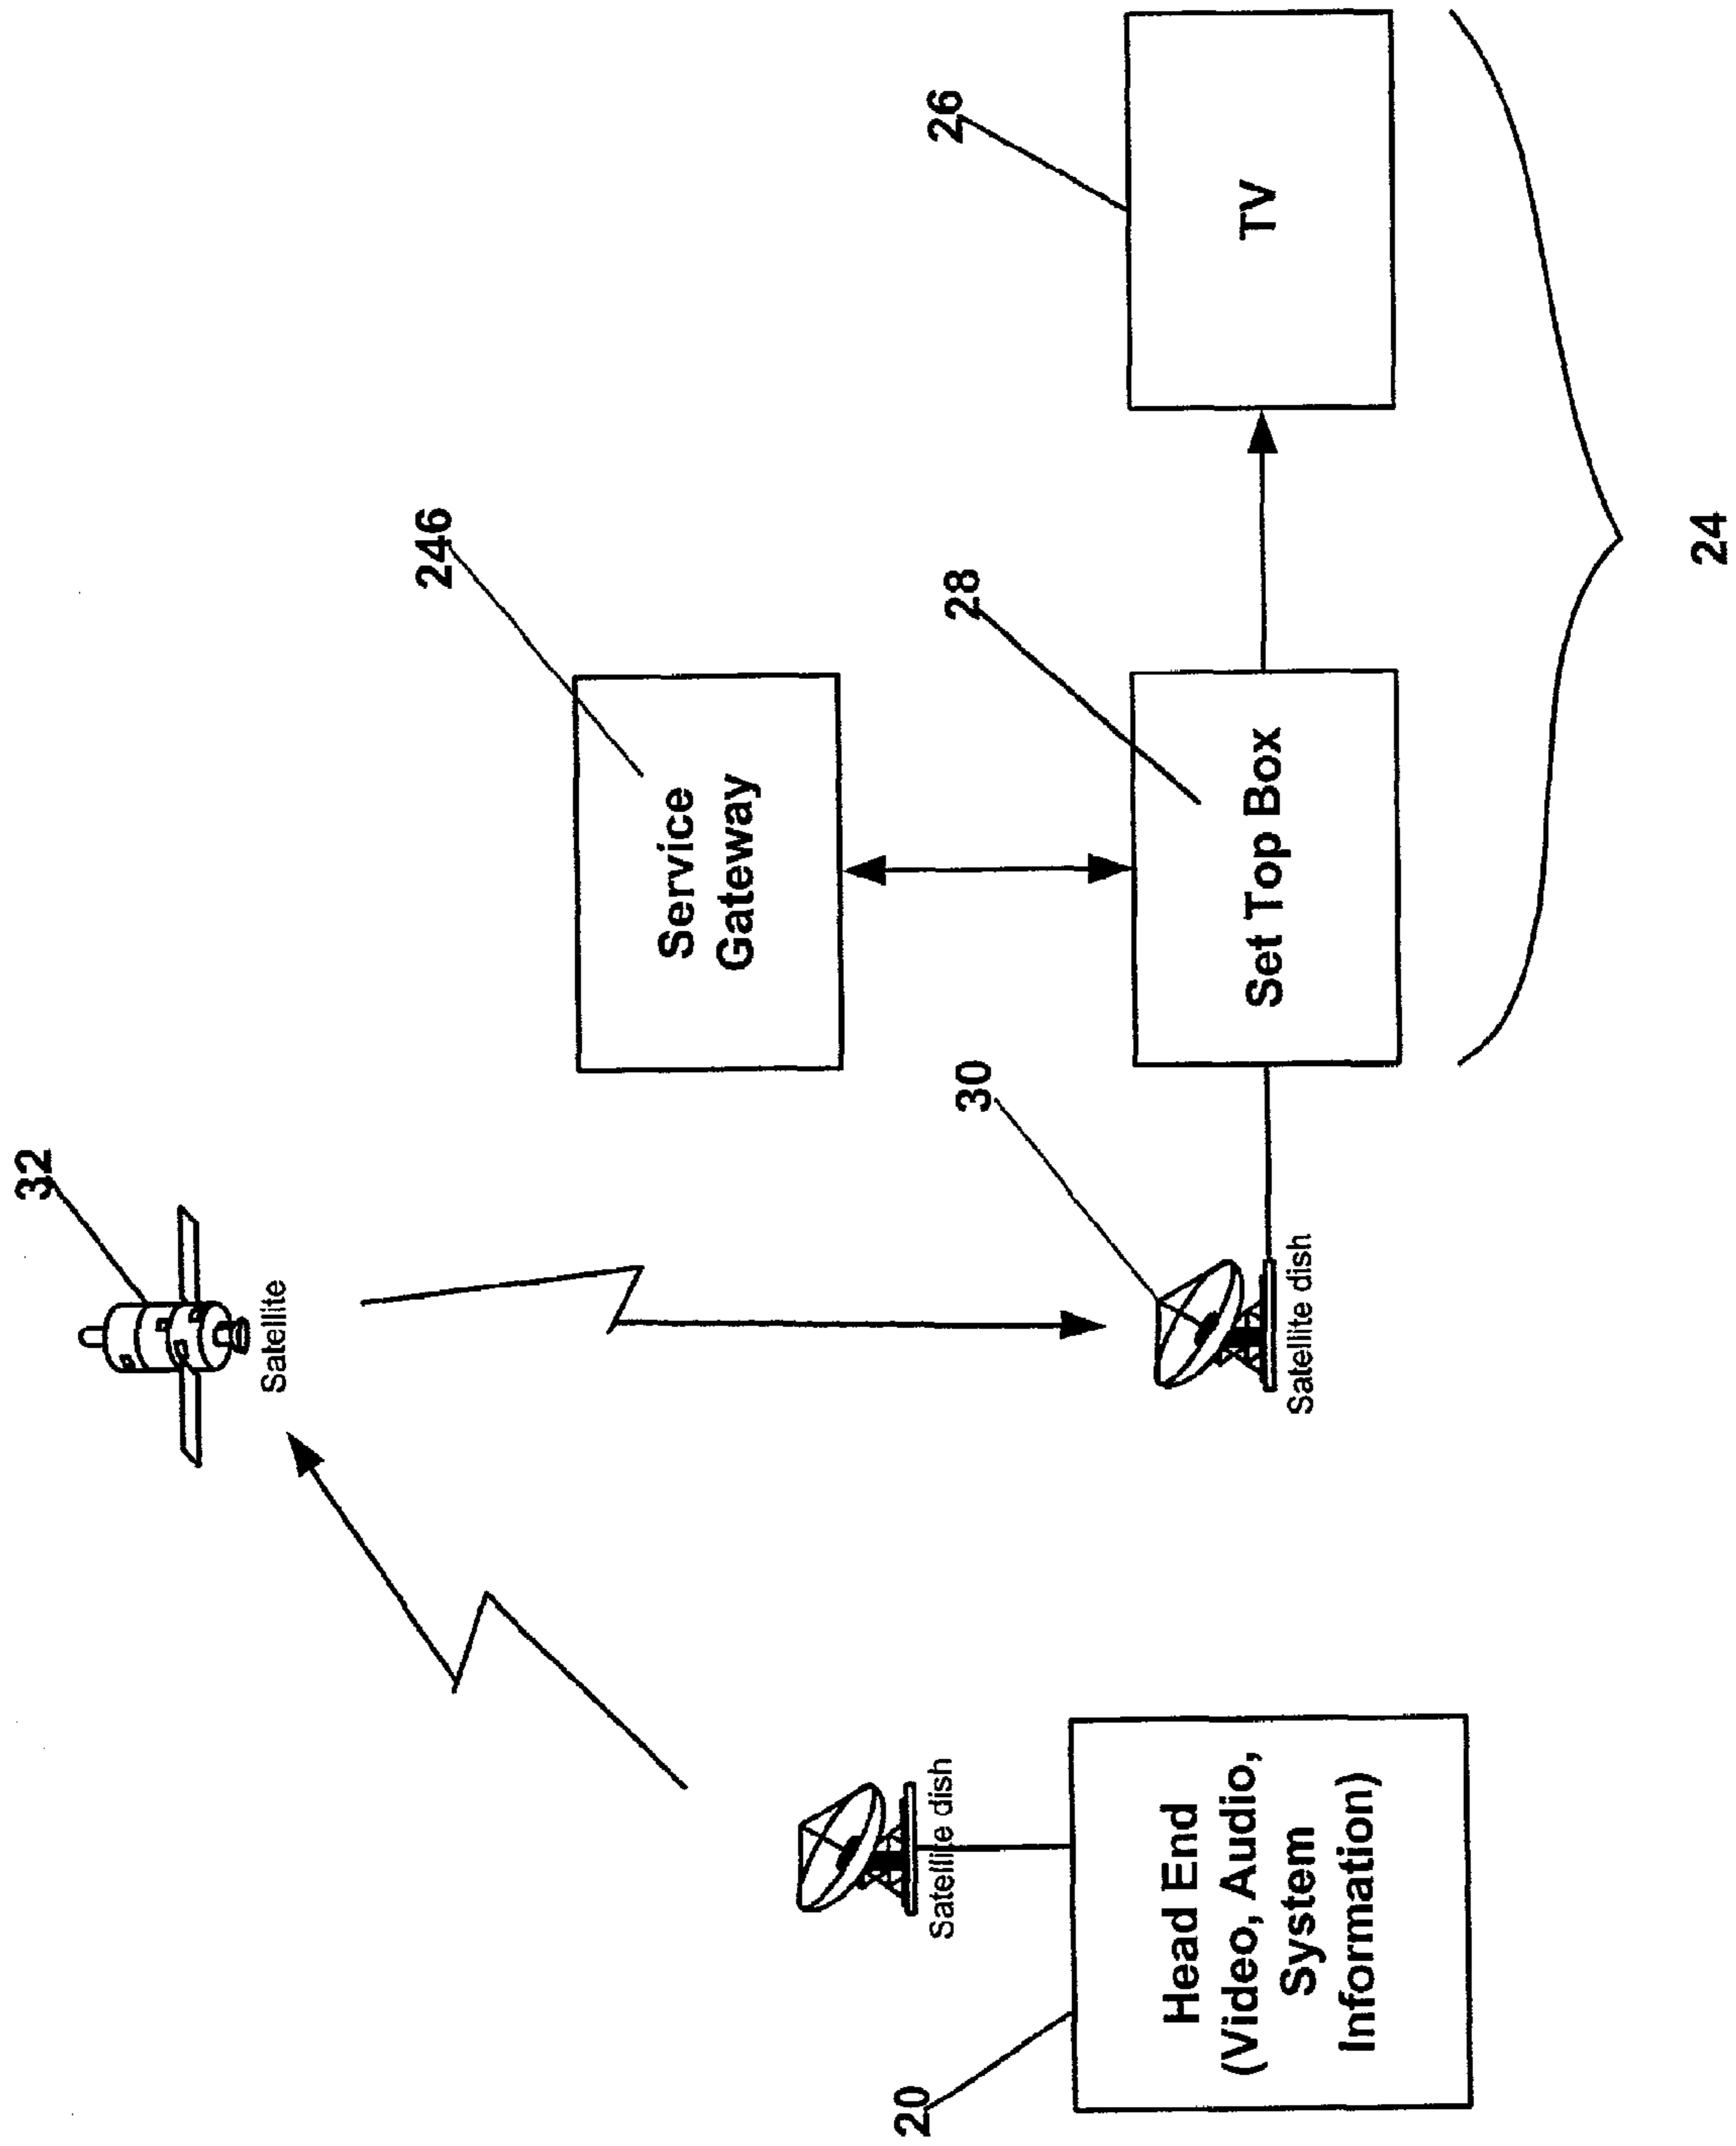 32
Satellite
246
Service
Gateway
26
TV
28
Set Top Box
30
Satellite dish
Satellite dish
20
Head End
(Video, Audio,
System
Information)
24